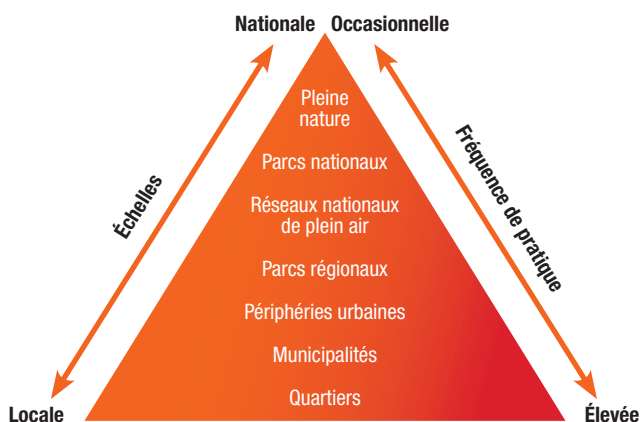 Nationale Occasionnelle
Échelles
Fréquence de pratique
Pleine
nature
Parcs nationaux
Réseaux nationaux
de plein air
Parcs régionaux
Périphéries urbaines
Municipalités
Quartiers
Locale
Élevée